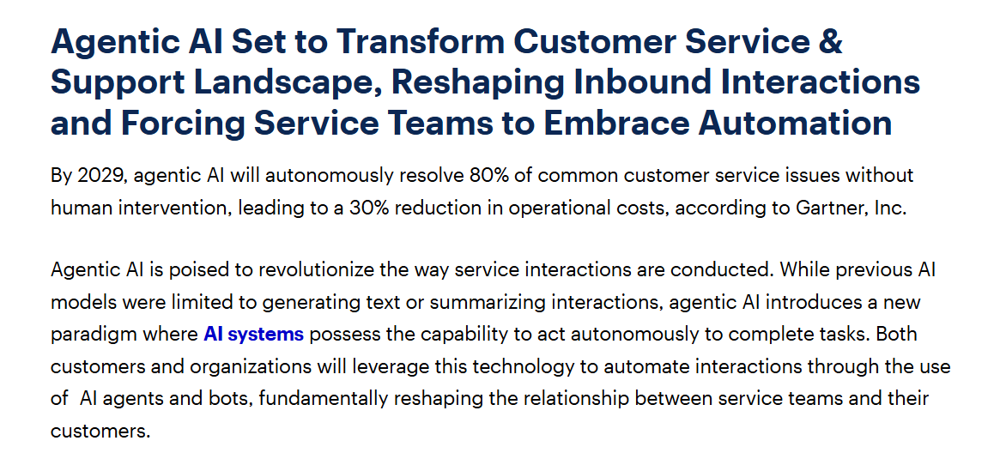 Agentic AI Set to Transform Customer Service &
Support Landscape, Reshaping Inbound Interactions
and Forcing Service Teams to Embrace Automation
By 2029, agentic AI will autonomously resolve 80% of common customer service issues without
human intervention, leading to a 30% reduction in operational costs, according to Gartner, Inc.
Agentic AI is poised to revolutionize the way service interactions are conducted. While previous AI
models were limited to generating text or summarizing interactions, agentic AI introduces a new
paradigm where AI systems possess the capability to act autonomously to complete tasks. Both
customers and organizations will leverage this technology to automate interactions through the use
of  AI agents and bots, fundamentally reshaping the relationship between service teams and their
customers.